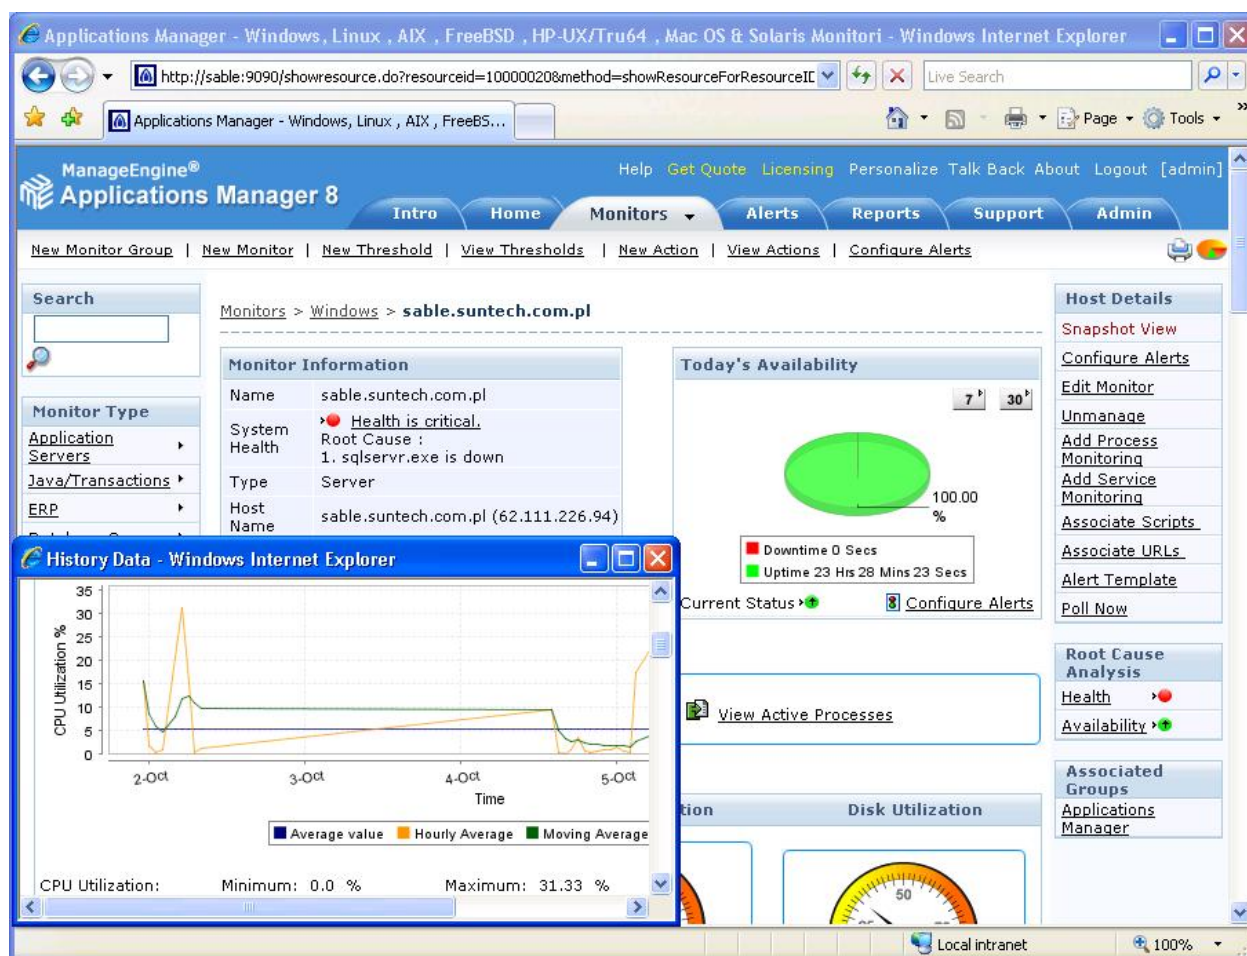 Applications Manager - Windows, Linux , AIX , FreeBSD , HP-UX/Tru64 , Mac OS & Solaris Monitori - Windows Internet Explorer
http://sable:9090/showresource.do?resourceid=10000020&method=showResourceForResourceID
Live Search
Applications Manager - Windows, Linux , AIX , FreeBS...
Page
Tools
ManageEngine®
Applications Manager 8
Help Get Quote Licensing Personalize Talk Back About Logout [admin]
Intro Home Monitors Alerts Reports Support Admin
New Monitor Group | New Monitor | New Threshold | View Thresholds | New Action | View Actions | Configure Alerts
Search
Monitor Type
Application
Servers
Java/Transactions
ERP
Monitors > Windows > sable.suntech.com.pl
Monitor Information
Name sable.suntech.com.pl
System Health
Health is critical.
Root Cause :
1. sqlservr.exe is down
Type Server
Host Name
sable.suntech.com.pl (62.111.226.94)
Today's Availability
7 30
100.00
%
Downtime 0 Secs
Uptime 23 Hrs 28 Mins 23 Secs
Current Status
Configure Alerts
View Active Processes
tion
Disk Utilization
50
Host Details
Snapshot View
Configure Alerts
Edit Monitor
Unmanage
Add Process
Monitoring
Add Service
Monitoring
Associate Scripts
Associate URLs
Alert Template
Poll Now
Root Cause
Analysis
Health
Availability
Associated
Groups
Applications
Manager
History Data - Windows Internet Explorer
CPU Utilization %
35
30
25
20
15
10
5
0
2-Oct 3-Oct 4-Oct 5-Oct
Time
Average value Hourly Average Moving Average
CPU Utilization: Minimum: 0.0 % Maximum: 31.33 %
Local intranet
100%